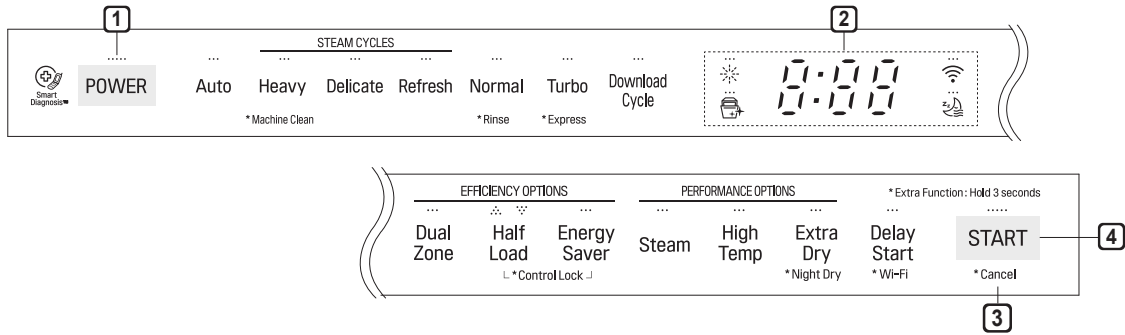 1
2
STEAM CYCLES
Smart
Diagnosis
POWER
Auto
Heavy
Delicate
Refresh
Normal
Turbo
Download
Cycle
8:88
* Machine Clean
* Rinse
* Express
EFFICIENCY OPTIONS
PERFORMANCE OPTIONS
* Extra Function : Hold 3 seconds
Dual
Zone
Half
Load
Energy
Saver
Steam
High
Temp
Extra
Dry
Delay
Start
START
4
* Control Lock
* Night Dry
* Wi-Fi
* Cancel
3